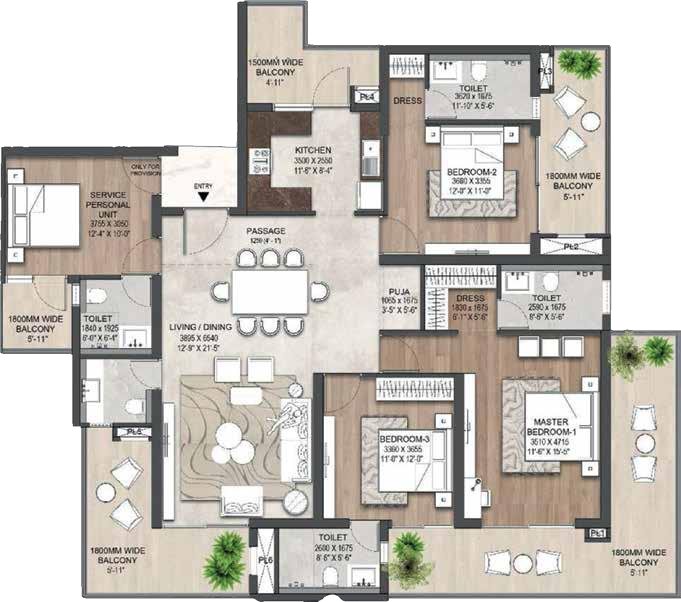 1500MM WIDE
BALCONY
4'-11"
PL4
TOILET
3620 x 1675
11'-10" X 5'-6"
PL3
DRESS
KITCHEN
3500 x 2550
11'-6" X 8'-4"
BEDROOM-2
3660 x 3355
12'-0" X 11'-0"
1800MM WIDE
BALCONY
5'-11"
PL2
ONLY FOR
PROVISION
ENTRY
SERVICE
PERSONAL
UNIT
3755 x 3050
12'-4" X 10'-0"
PASSAGE
1250 (4'-1")
PUJA
1065 x 1675
3'-5" X 5'-6"
DRESS
1830 x 1675
6'-1" X 5'-6"
TOILET
2590 x 1675
8'-6" X 5'-6"
1800MM WIDE
BALCONY
5'-11"
TOILET
1840 x 1925
6'-0" X 6'-4"
LIVING / DINING
3895 X 6540
12'-9" X 21'-5"
PL5
BEDROOM-3
3360 X 3655
11'-0" X 12'-0"
MASTER
BEDROOM-1
3510 X 4715
11'-6" X 15'-5"
PL1
1800MM WIDE
BALCONY
5'-11"
PL6
TOILET
2600 X 1675
8'-6" X 5'-6"
1800MM WIDE
BALCONY
5'-11"